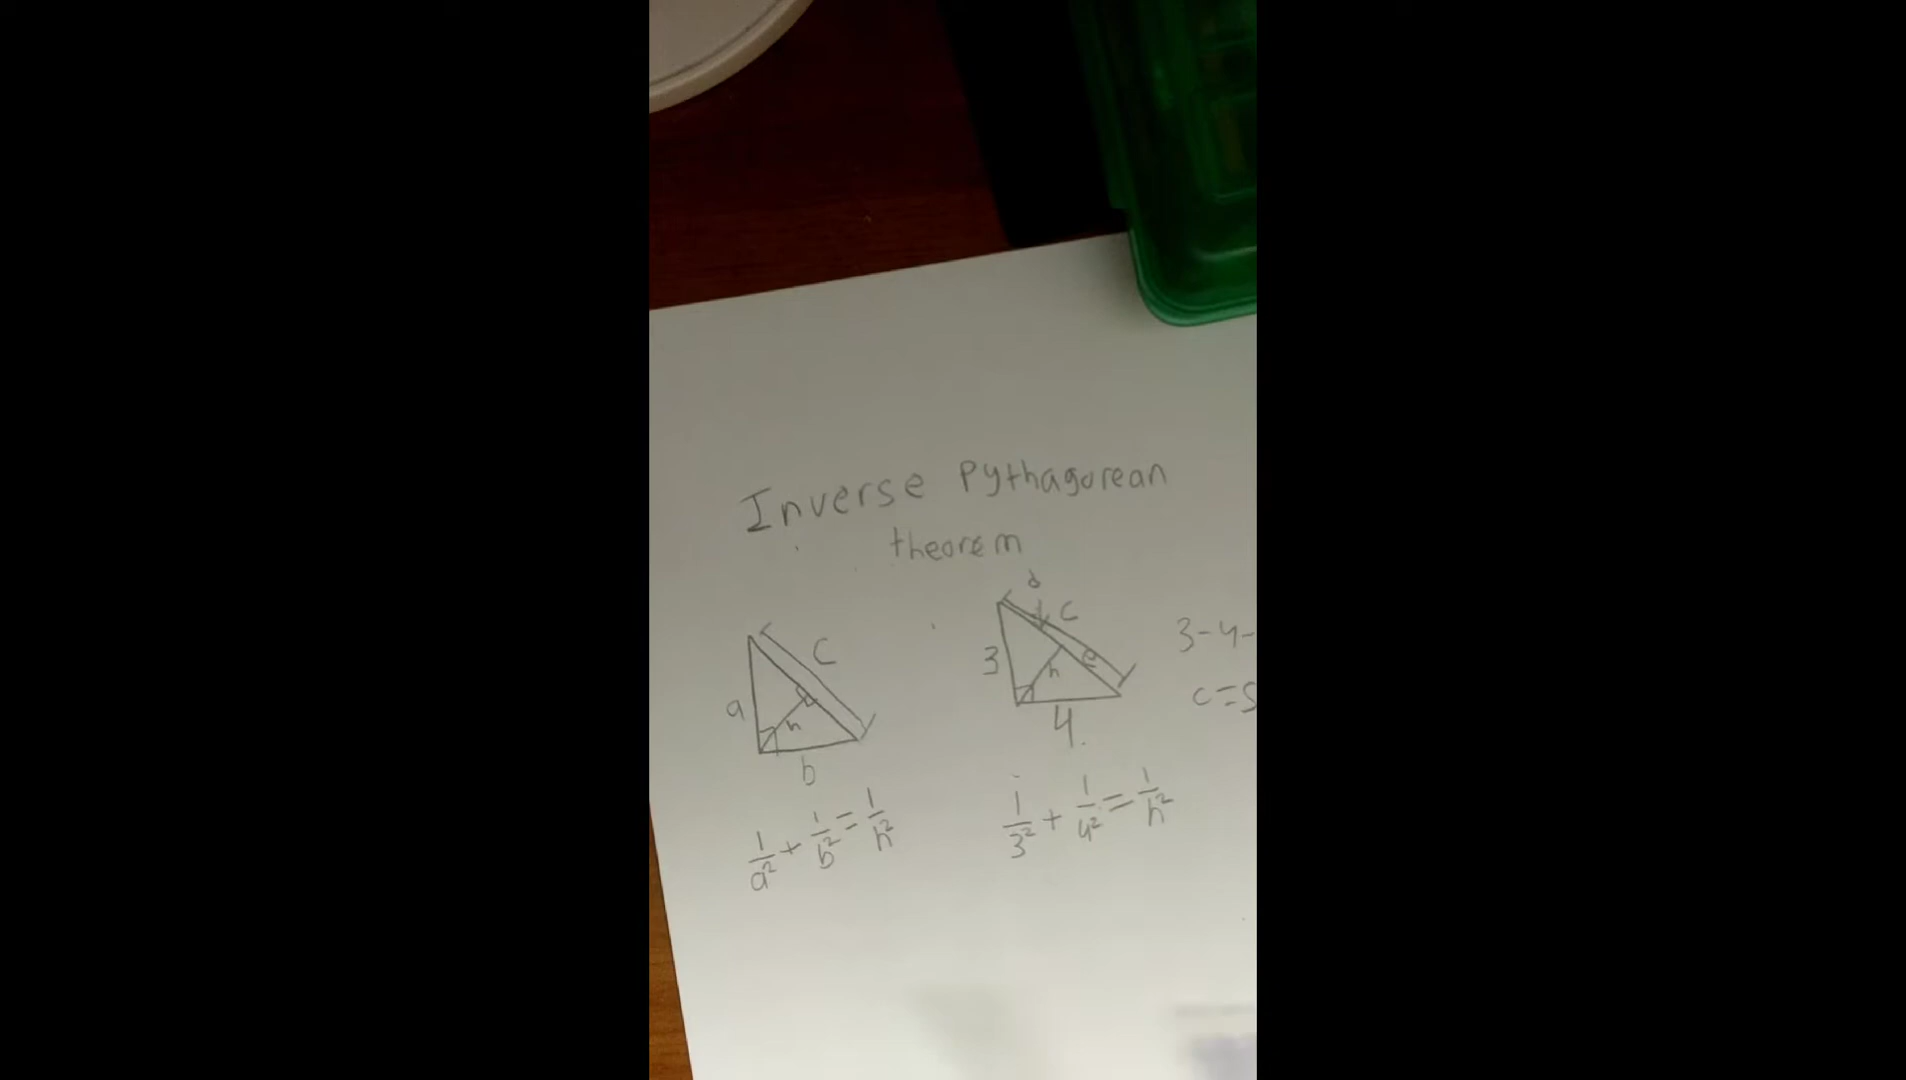 Inverse Pythagorean
theorem
a
h
C
b
3
h
d
C
e
4
3-4-
c=5
1/a² + 1/b² = 1/h²
1/3² + 1/4² = 1/h²